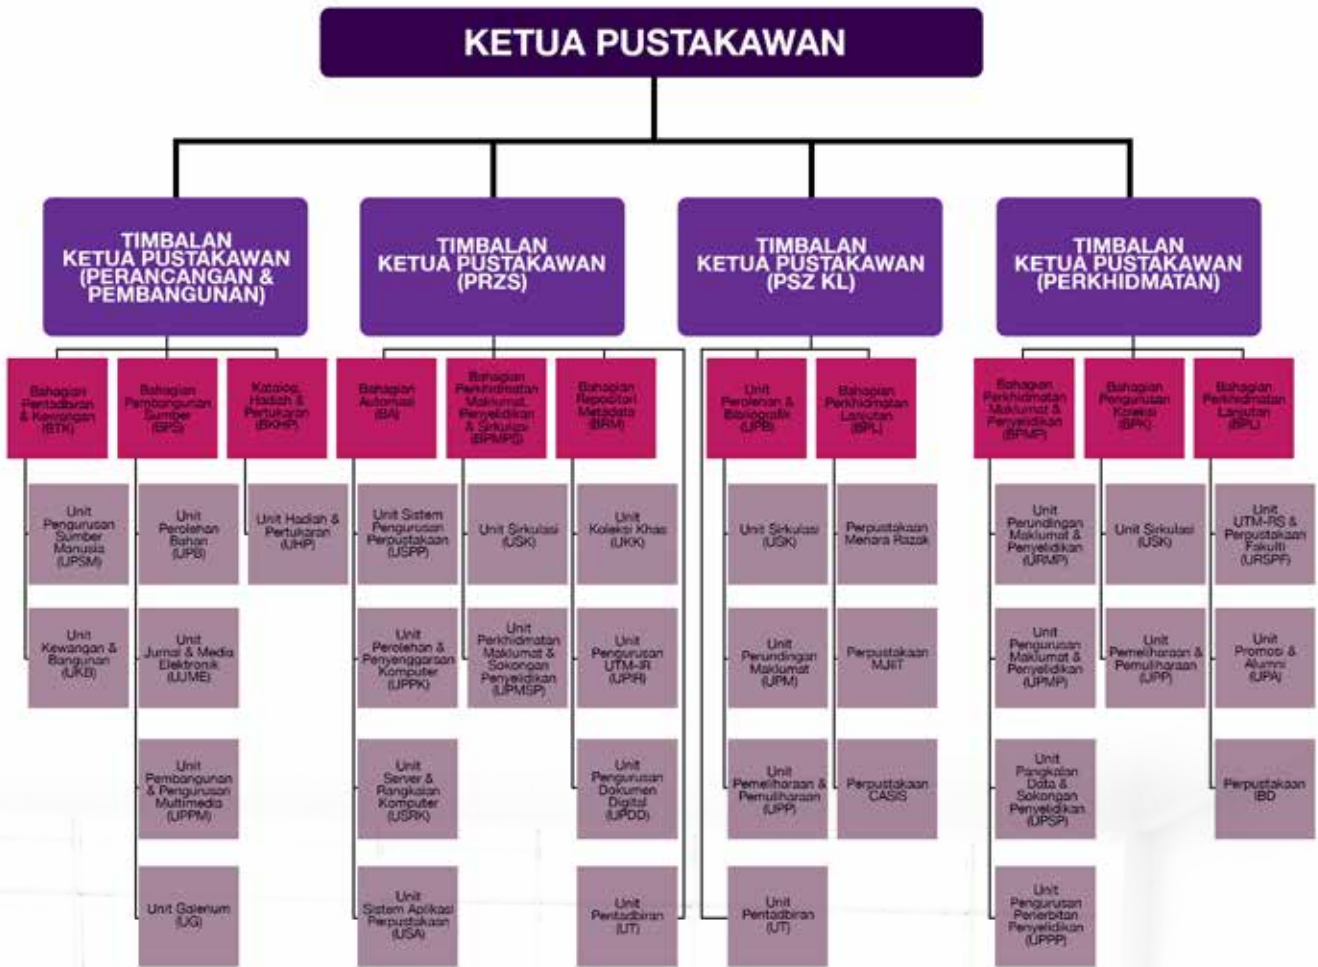 KETUA PUSTAKAWAN
TIMBALAN
KETUA PUSTAKAWAN
(PERANCANGAN &
PEMBANGUNAN)
TIMBALAN
KETUA PUSTAKAWAN
(PRZS)
TIMBALAN
KETUA PUSTAKAWAN
(PSZ KL)
TIMBALAN
KETUA PUSTAKAWAN
(PERKHIDMATAN)
Bahagian
Pentadbiran
& Kewangan
(BTK)
Bahagian
Pembangunan
Sumber
(BPS)
Katalog,
Hadiah &
Pertukaran
(BKHP)
Bahagian
Automasi
(BA)
Bahagian
Perkhidmatan
Maklumat,
Penyelidikan
& Sirkulasi
(BPMPS)
Bahagian
Repositori
Metadata
(BRM)
Unit
Perolehan &
Bibliografik
(UPB)
Bahagian
Perkhidmatan
Lanjutan
(BPL)
Bahagian
Perkhidmatan
Maklumat &
Penyelidikan
(BPMP)
Bahagian
Pengurusan
Koleksi
(BPK)
Bahagian
Perkhidmatan
Lanjutan
(BPL)
Unit
Pengurusan
Sumber
Manusia
(UPSM)
Unit
Perolehan
Bahan
(UPB)
Unit Hadiah &
Pertukaran
(UHP)
Unit Sistem
Pengurusan
Perpustakaan
(USPP)
Unit Sirkulasi
(USK)
Unit
Koleksi Khas
(UKK)
Unit Sirkulasi
(USK)
Perpustakaan
Menara Razak
Unit
Perundingan
Maklumat &
Penyelidikan
(URMP)
Unit Sirkulasi
(USK)
Unit
UTM-RS &
Perpustakaan
Fakulti
(URSPF)
Unit
Kewangan &
Bangunan
(UKB)
Unit
Jurnal & Media
Elektronik
(UJME)
Unit
Perolehan &
Penyenggaraan
Komputer
(UPPK)
Unit
Perkhidmatan
Maklumat &
Sokongan
Penyelidikan
(UPMSP)
Unit
Pengurusan
UTM-IR
(UPIR)
Unit
Perundingan
Maklumat
(UPM)
Perpustakaan
MJIIT
Unit
Pengurusan
Maklumat &
Penyelidikan
(UPMP)
Unit
Pemeliharaan &
Pemuliharaan
(UPP)
Unit
Promosi &
Alumni
(UPA)
Unit
Pembangunan
& Pengurusan
Multimedia
(UPPM)
Unit
Server &
Rangkaian
Komputer
(USRK)
Unit
Pengurusan
Dokumen
Digital
(UPDD)
Unit
Pemeliharaan &
Pemuliharaan
(UPP)
Perpustakaan
CASIS
Unit
Pangkalan
Data &
Sokongan
Penyelidikan
(UPSP)
Perpustakaan
IBD
Unit Galerium
(UG)
Unit
Sistem Aplikasi
Perpustakaan
(USA)
Unit
Pentadbiran
(UT)
Unit
Pentadbiran
(UT)
Unit
Pengurusan
Penerbitan
Penyelidikan
(UPPP)